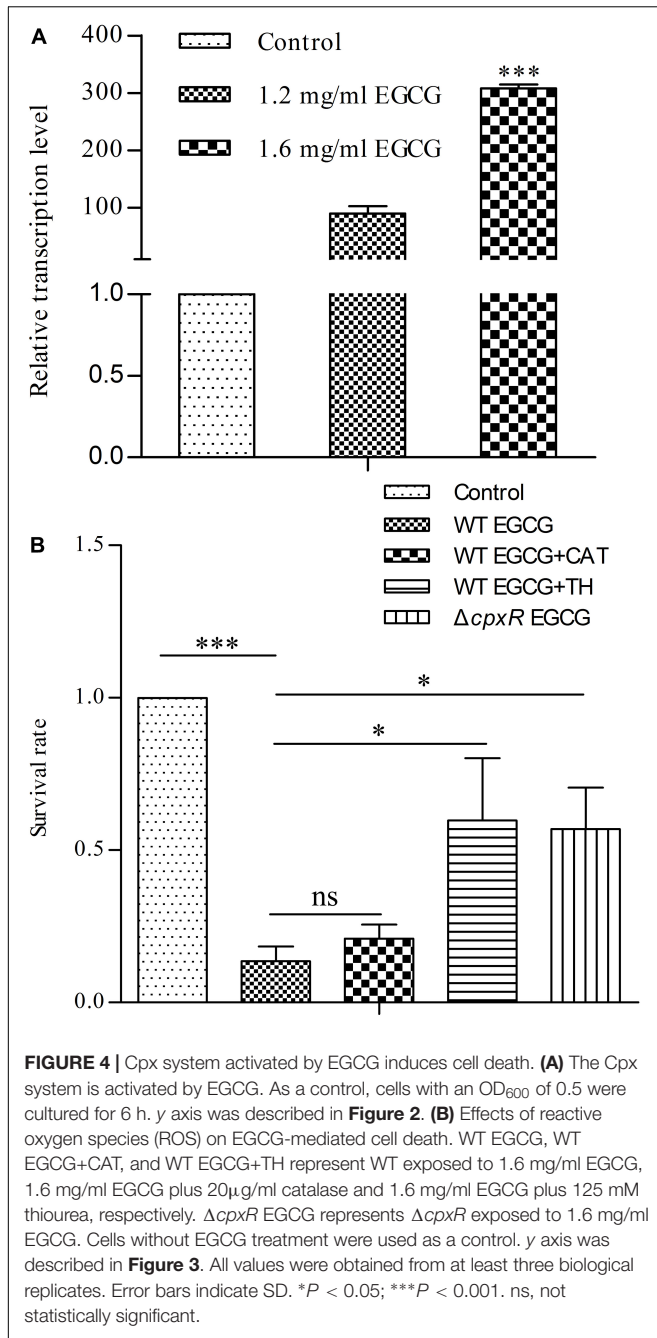 A
400
300
200
100
1.0
0.5
0.0
Relative transcription level
Control
1.2 mg/ml EGCG
1.6 mg/ml EGCG
***
B
1.5
1.0
0.5
0.0
Survival rate
Control
WT EGCG
WT EGCG+CAT
WT EGCG+TH
ΔcpxR EGCG
***
*
*
ns
FIGURE 4 | Cpx system activated by EGCG induces cell death. (A) The Cpx
system is activated by EGCG. As a control, cells with an OD600 of 0.5 were
cultured for 6 h. y axis was described in Figure 2. (B) Effects of reactive
oxygen species (ROS) on EGCG-mediated cell death. WT EGCG, WT
EGCG+CAT, and WT EGCG+TH represent WT exposed to 1.6 mg/ml EGCG,
1.6 mg/ml EGCG plus 20μg/ml catalase and 1.6 mg/ml EGCG plus 125 mM
thiourea, respectively. ΔcpxR EGCG represents ΔcpxR exposed to 1.6 mg/ml
EGCG. Cells without EGCG treatment were used as a control. y axis was
described in Figure 3. All values were obtained from at least three biological
replicates. Error bars indicate SD. *P < 0.05; ***P < 0.001. ns, not
statistically significant.